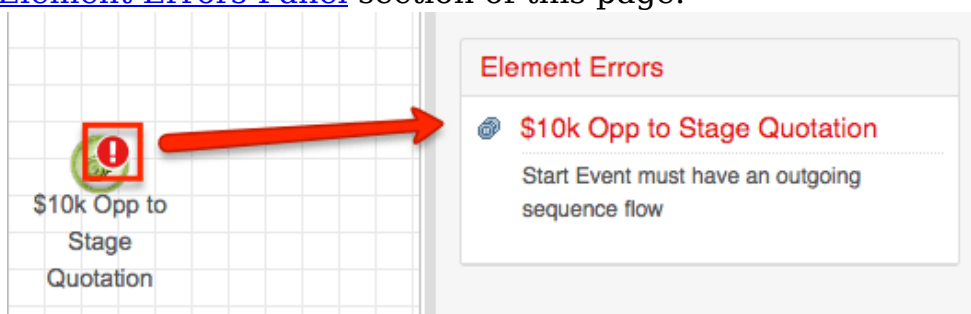 Element Errors Panel section of this page.
Element Errors
$10k Opp to Stage Quotation
Start Event must have an outgoing
sequence flow
$10k Opp to
Stage
Quotation